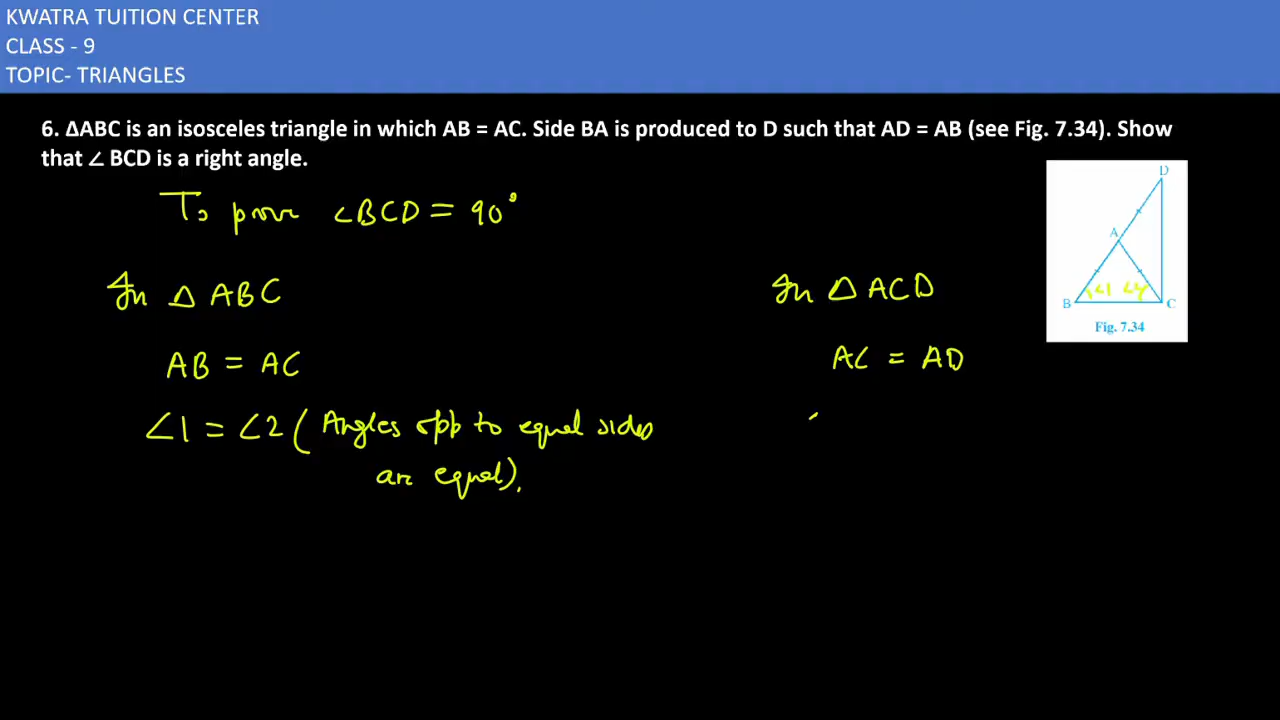 KWATRA TUITION CENTER
CLASS - 9
TOPIC- TRIANGLES
6. ΔABC is an isosceles triangle in which AB = AC. Side BA is produced to D such that AD = AB (see Fig. 7.34). Show
that ∠ BCD is a right angle.
To prove ∠BCD = 90°
In Δ ABC
AB = AC
∠1 = ∠2 ( Angles opp to equal sides
are equal).
In Δ ACD
AC = AD
D
A
∠1 ∠2
B C
Fig. 7.34